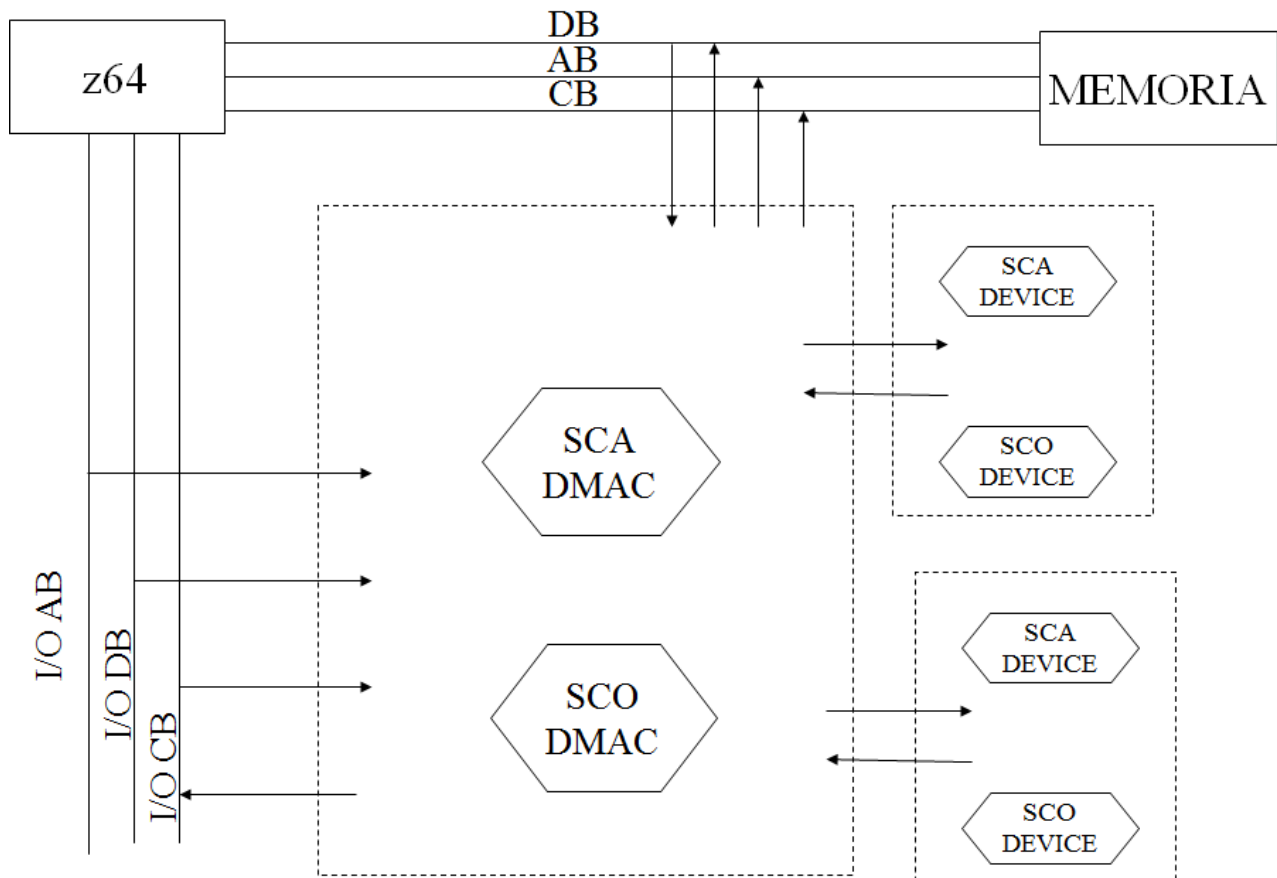 DB
z64
AB
CB
MEMORIA
SCA
DEVICE
SCA
DMAC
SCO
DEVICE
I/O AB
I/O DB
I/O CB
SCO
DMAC
SCA
DEVICE
SCO
DEVICE